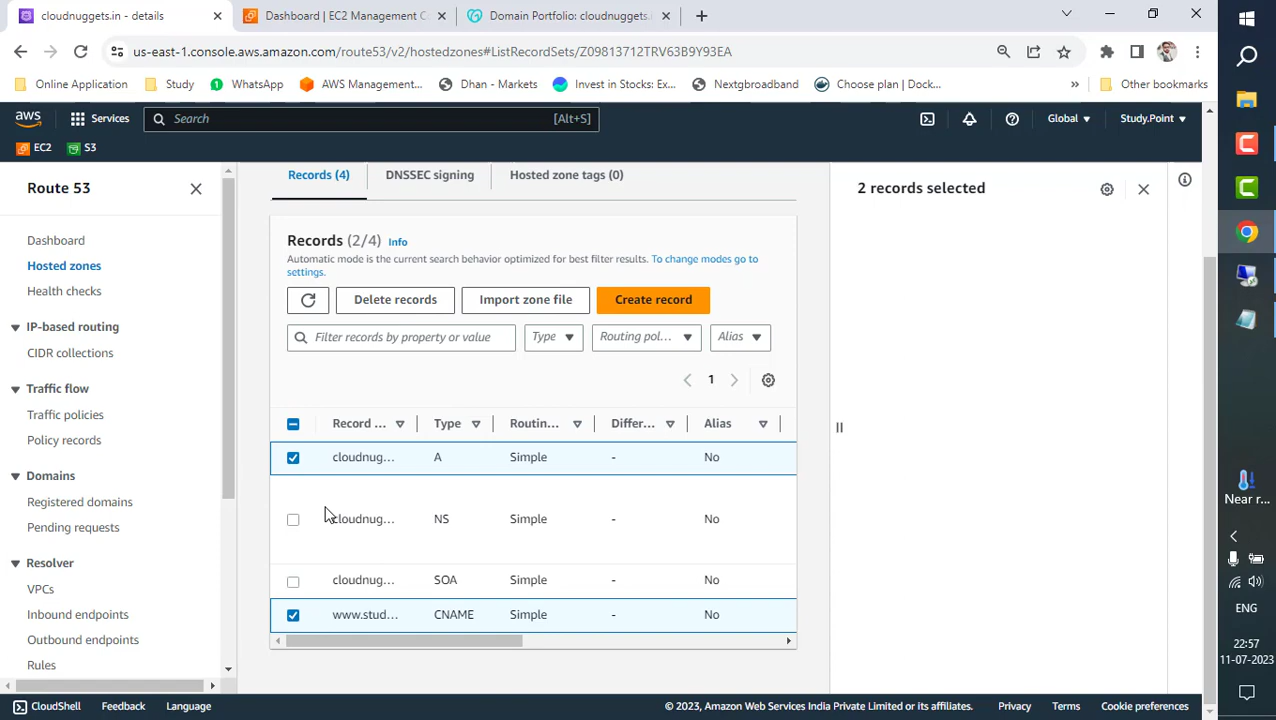 cloudnuggets.in - details
Dashboard | EC2 Management C
Domain Portfolio: cloudnuggets.in
us-east-1.console.aws.amazon.com/route53/v2/hostedzones#ListRecordSets/Z09813712TRV63B9Y93EA
Online Application
Study
WhatsApp
AWS Management...
Dhan - Markets
Invest in Stocks: Ex...
Nextgbroadband
Choose plan | Dock...
»
Other bookmarks
aws
Services
Search
[Alt+S]
Global
Study.Point
EC2
S3
Route 53
Dashboard
Hosted zones
Health checks
IP-based routing
CIDR collections
Traffic flow
Traffic policies
Policy records
Domains
Registered domains
Pending requests
Resolver
VPCs
Inbound endpoints
Outbound endpoints
Rules
Records (4)
DNSSEC signing
Hosted zone tags (0)
Records (2/4) Info
Automatic mode is the current search behavior optimized for best filter results. To change modes go to
settings.
Delete records
Import zone file
Create record
Filter records by property or value
Type
Routing pol...
Alias
1
Record ...
Type
Routin...
Differ...
Alias
cloudnug... A Simple - No
cloudnug... NS Simple - No
cloudnug... SOA Simple - No
www.stud... CNAME Simple - No
2 records selected
CloudShell
Feedback
Language
© 2023, Amazon Web Services India Private Limited or its affiliates.
Privacy
Terms
Cookie preferences
Near r...
ENG
22:57
11-07-2023